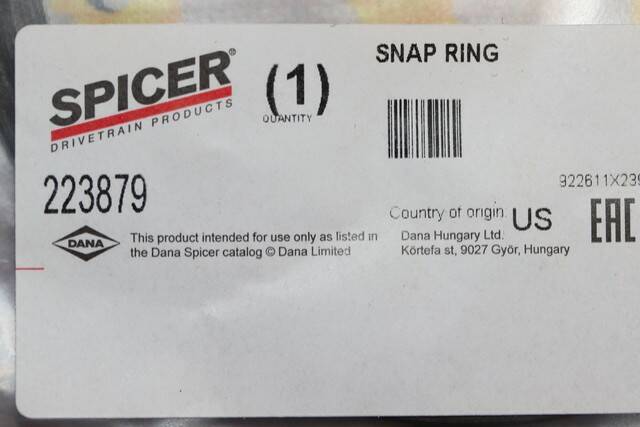 SPICER®
DRIVETRAIN PRODUCTS
(1)
QUANTITY
SNAP RING
223879
922611X239
DANA
This product intended for use only as listed in
the Dana Spicer catalog © Dana Limited
Country of origin US
Dana Hungary Ltd.
Körtefa st, 9027 Győr, Hungary
EAC